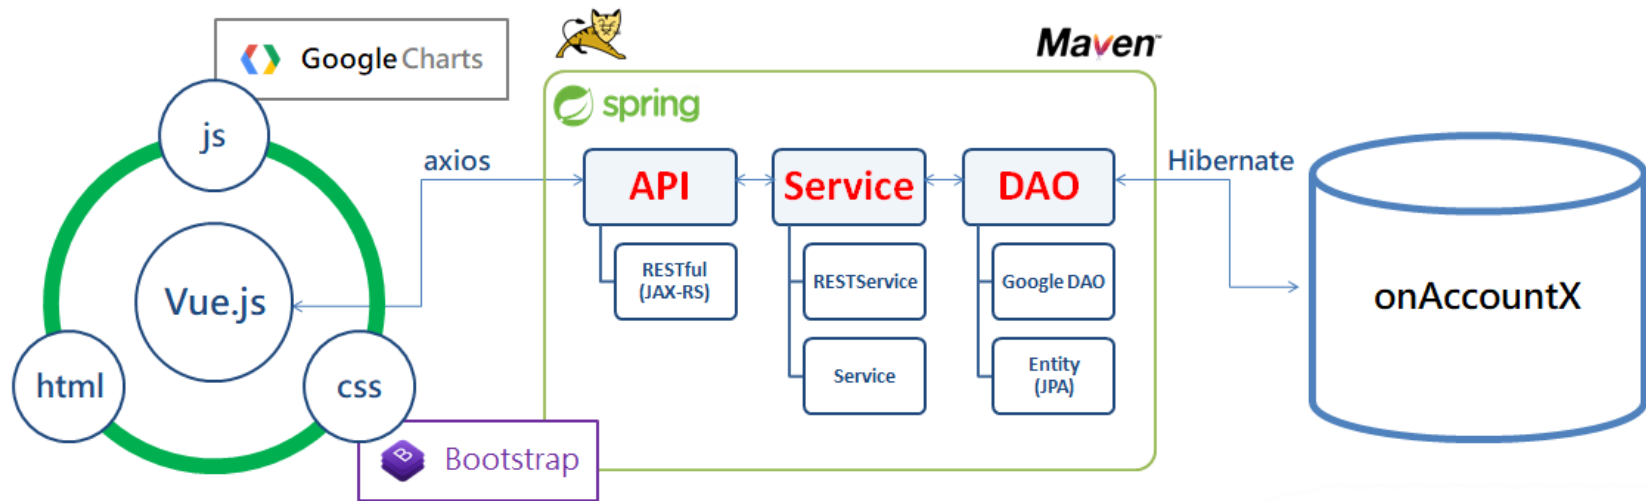 Google Charts
js
Vue.js
html
css
B
Bootstrap
axios
Maven™
spring
API
RESTful
(JAX-RS)
Service
RESTService
Service
DAO
Google DAO
Entity
(JPA)
Hibernate
onAccountX